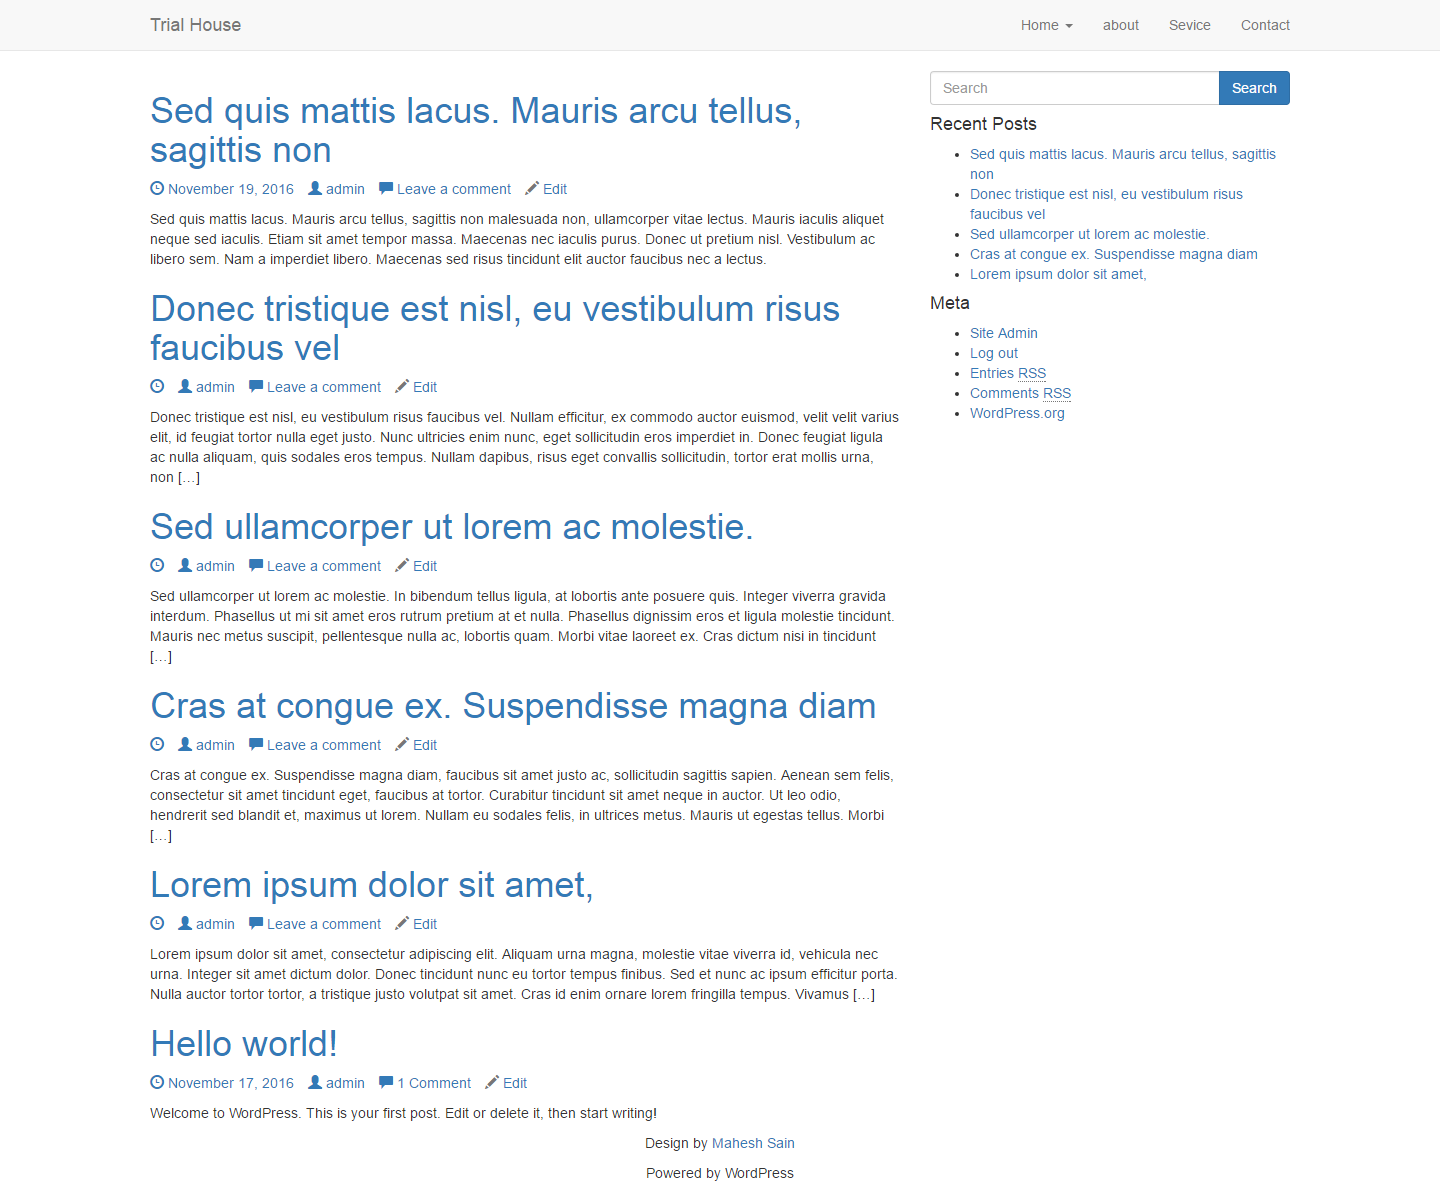 Trial House
Home
about
Sevice
Contact
Sed quis mattis lacus. Mauris arcu tellus,
sagittis non
November 19, 2016 admin Leave a comment Edit
Sed quis mattis lacus. Mauris arcu tellus, sagittis non malesuada non, ullamcorper vitae lectus. Mauris iaculis aliquet
neque sed iaculis. Etiam sit amet tempor massa. Maecenas nec iaculis purus. Donec ut pretium nisl. Vestibulum ac
libero sem. Nam a imperdiet libero. Maecenas sed risus tincidunt elit auctor faucibus nec a lectus.
Donec tristique est nisl, eu vestibulum risus
faucibus vel
admin Leave a comment Edit
Donec tristique est nisl, eu vestibulum risus faucibus vel. Nullam efficitur, ex commodo auctor euismod, velit velit varius
elit, id feugiat tortor nulla eget justo. Nunc ultricies enim nunc, eget sollicitudin eros imperdiet in. Donec feugiat ligula
ac nulla aliquam, quis sodales eros tempus. Nullam dapibus, risus eget convallis sollicitudin, tortor erat mollis urna,
non […]
Sed ullamcorper ut lorem ac molestie.
admin Leave a comment Edit
Sed ullamcorper ut lorem ac molestie. In bibendum tellus ligula, at lobortis ante posuere quis. Integer viverra gravida
interdum. Phasellus ut mi sit amet eros rutrum pretium at et nulla. Phasellus dignissim eros et ligula molestie tincidunt.
Mauris nec metus suscipit, pellentesque nulla ac, lobortis quam. Morbi vitae laoreet ex. Cras dictum nisi in tincidunt
[…]
Cras at congue ex. Suspendisse magna diam
admin Leave a comment Edit
Cras at congue ex. Suspendisse magna diam, faucibus sit amet justo ac, sollicitudin sagittis sapien. Aenean sem felis,
consectetur sit amet tincidunt eget, faucibus at tortor. Curabitur tincidunt sit amet neque in auctor. Ut leo odio,
hendrerit sed blandit et, maximus ut lorem. Nullam eu sodales felis, in ultrices metus. Mauris ut egestas tellus. Morbi
[…]
Lorem ipsum dolor sit amet,
admin Leave a comment Edit
Lorem ipsum dolor sit amet, consectetur adipiscing elit. Aliquam urna magna, molestie vitae viverra id, vehicula nec
urna. Integer sit amet dictum dolor. Donec tincidunt nunc eu tortor tempus finibus. Sed et nunc ac ipsum efficitur porta.
Nulla auctor tortor tortor, a tristique justo volutpat sit amet. Cras id enim ornare lorem fringilla tempus. Vivamus […]
Hello world!
November 17, 2016 admin 1 Comment Edit
Welcome to WordPress. This is your first post. Edit or delete it, then start writing!
Search
Search
Recent Posts
Sed quis mattis lacus. Mauris arcu tellus, sagittis
non
Donec tristique est nisl, eu vestibulum risus
faucibus vel
Sed ullamcorper ut lorem ac molestie.
Cras at congue ex. Suspendisse magna diam
Lorem ipsum dolor sit amet,
Meta
Site Admin
Log out
Entries RSS
Comments RSS
WordPress.org
Design by Mahesh Sain
Powered by WordPress